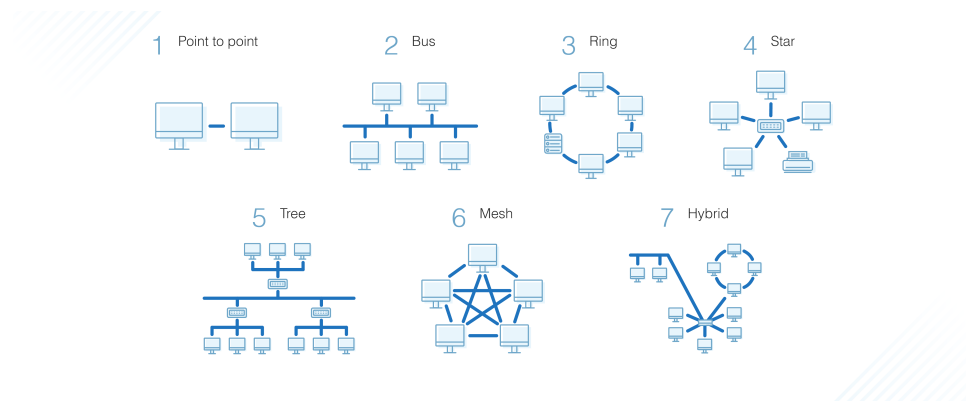 1 Point to point
2 Bus
3 Ring
4 Star
5 Tree
6 Mesh
7 Hybrid